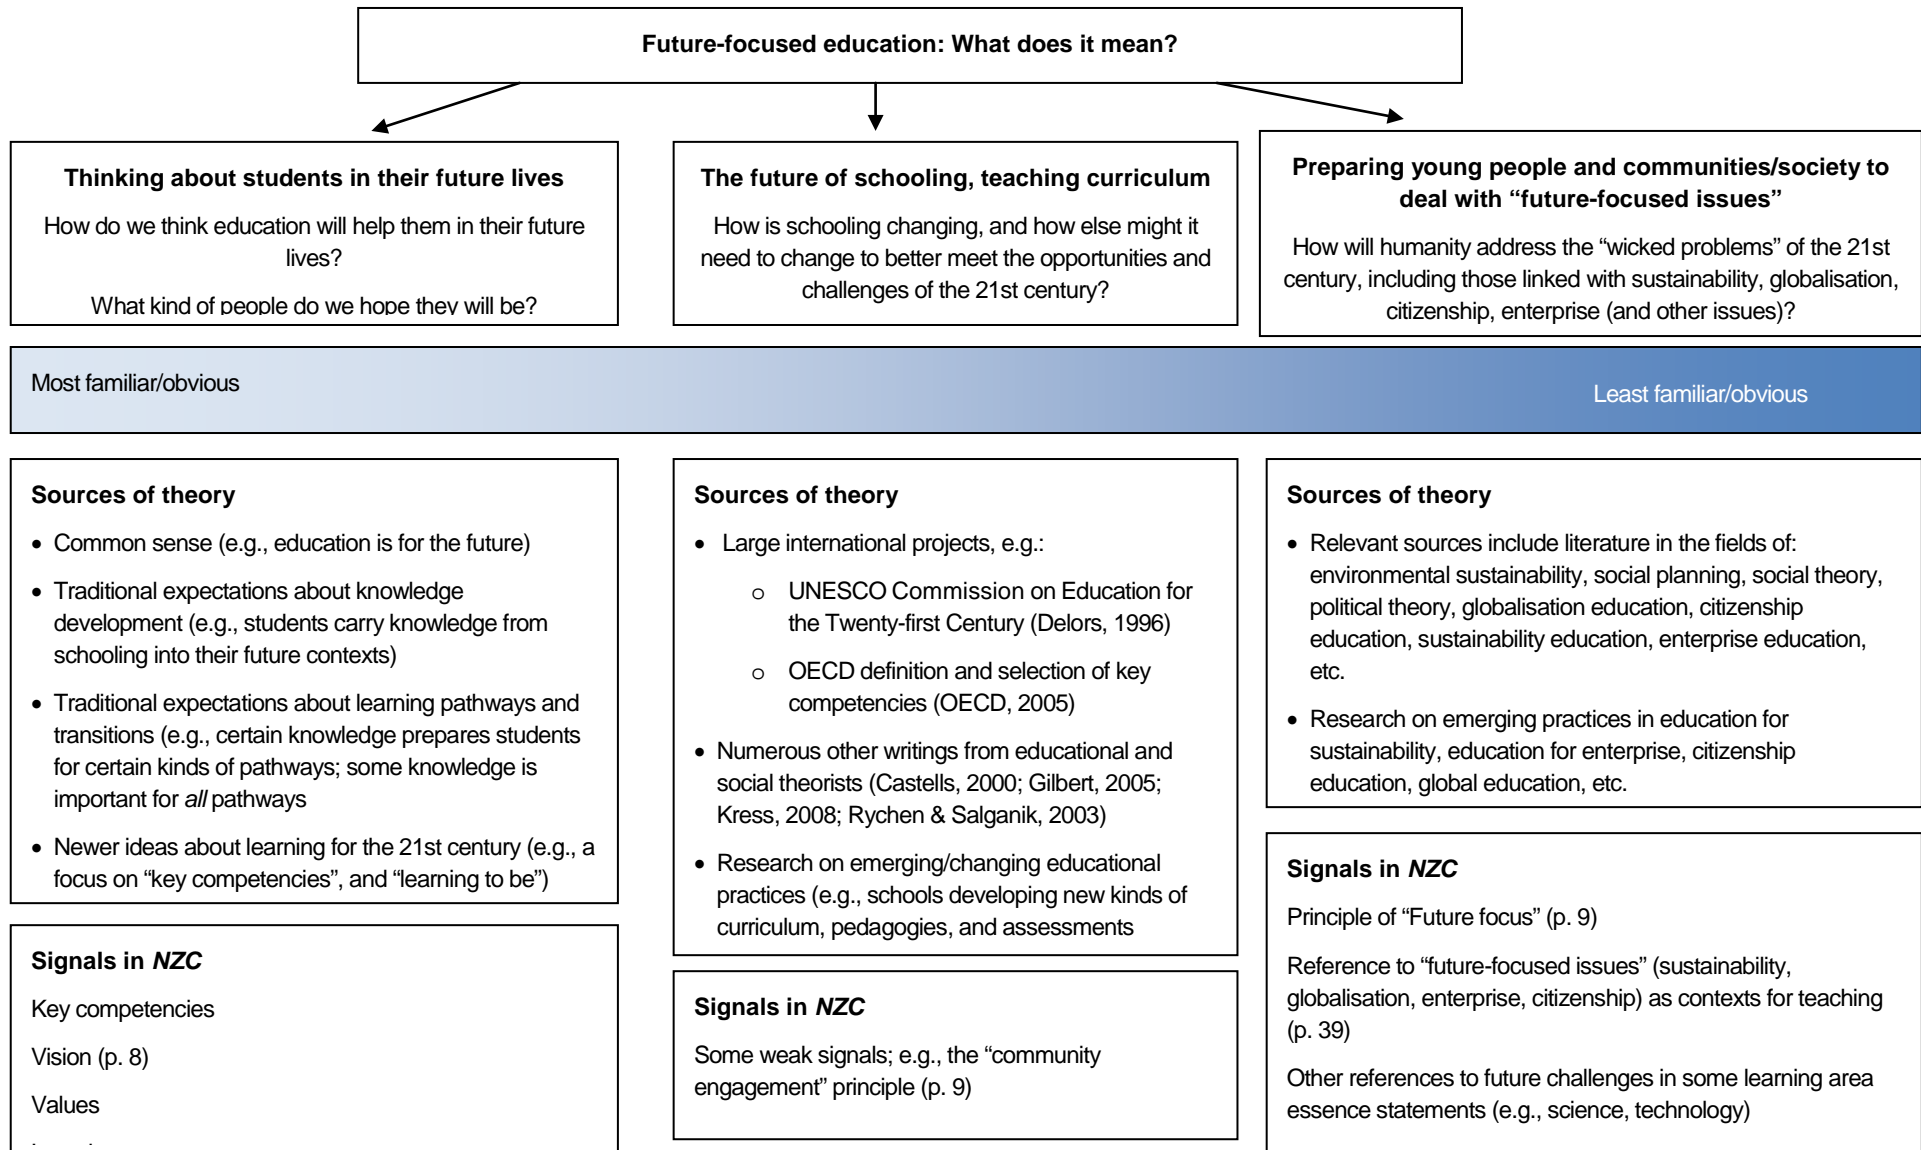 Future-focused education: What does it mean?
Thinking about students in their future lives
How do we think education will help them in their future
lives?
What kind of people do we hope they will be?
The future of schooling, teaching curriculum
How is schooling changing, and how else might it
need to change to better meet the opportunities and
challenges of the 21st century?
Preparing young people and communities/society to
deal with “future-focused issues”
How will humanity address the “wicked problems” of the 21st
century, including those linked with sustainability, globalisation,
citizenship, enterprise (and other issues)?
Most familiar/obvious
Least familiar/obvious
Sources of theory
• Common sense (e.g., education is for the future)
• Traditional expectations about knowledge
development (e.g., students carry knowledge from
schooling into their future contexts)
• Traditional expectations about learning pathways and
transitions (e.g., certain knowledge prepares students
for certain kinds of pathways; some knowledge is
important for all pathways
• Newer ideas about learning for the 21st century (e.g., a
focus on “key competencies”, and “learning to be”)
Signals in NZC
Key competencies
Vision (p. 8)
Values
Sources of theory
• Large international projects, e.g.:
o UNESCO Commission on Education for
the Twenty-first Century (Delors, 1996)
o OECD definition and selection of key
competencies (OECD, 2005)
• Numerous other writings from educational and
social theorists (Castells, 2000; Gilbert, 2005;
Kress, 2008; Rychen & Salganik, 2003)
• Research on emerging/changing educational
practices (e.g., schools developing new kinds of
curriculum, pedagogies, and assessments
Signals in NZC
Some weak signals; e.g., the “community
engagement” principle (p. 9)
Sources of theory
• Relevant sources include literature in the fields of:
environmental sustainability, social planning, social theory,
political theory, globalisation education, citizenship
education, sustainability education, enterprise education,
etc.
• Research on emerging practices in education for
sustainability, education for enterprise, citizenship
education, global education, etc.
Signals in NZC
Principle of “Future focus” (p. 9)
Reference to “future-focused issues” (sustainability,
globalisation, enterprise, citizenship) as contexts for teaching
(p. 39)
Other references to future challenges in some learning area
essence statements (e.g., science, technology)